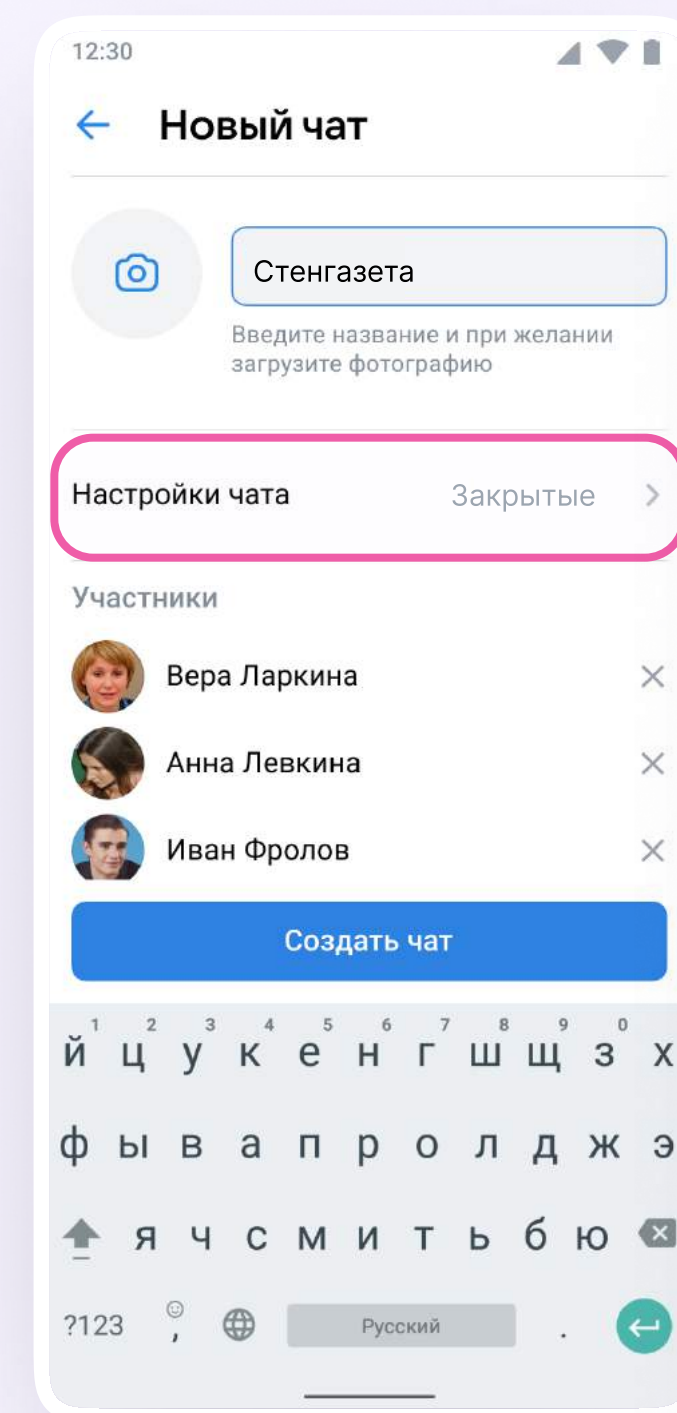 12:30
Новый чат
Стенгазета
Введите название и при желании
загрузите фотографию
Настройки чата Закрытые
Участники
Вера Ларкина
Анна Левкина
Иван Фролов
Создать чат
1 2 3 4 5 6 7 8 9 0
й ц у к е н г ш щ з х
ф ы в а п р о л д ж э
я ч с м и т ь б ю
?123 , Русский .